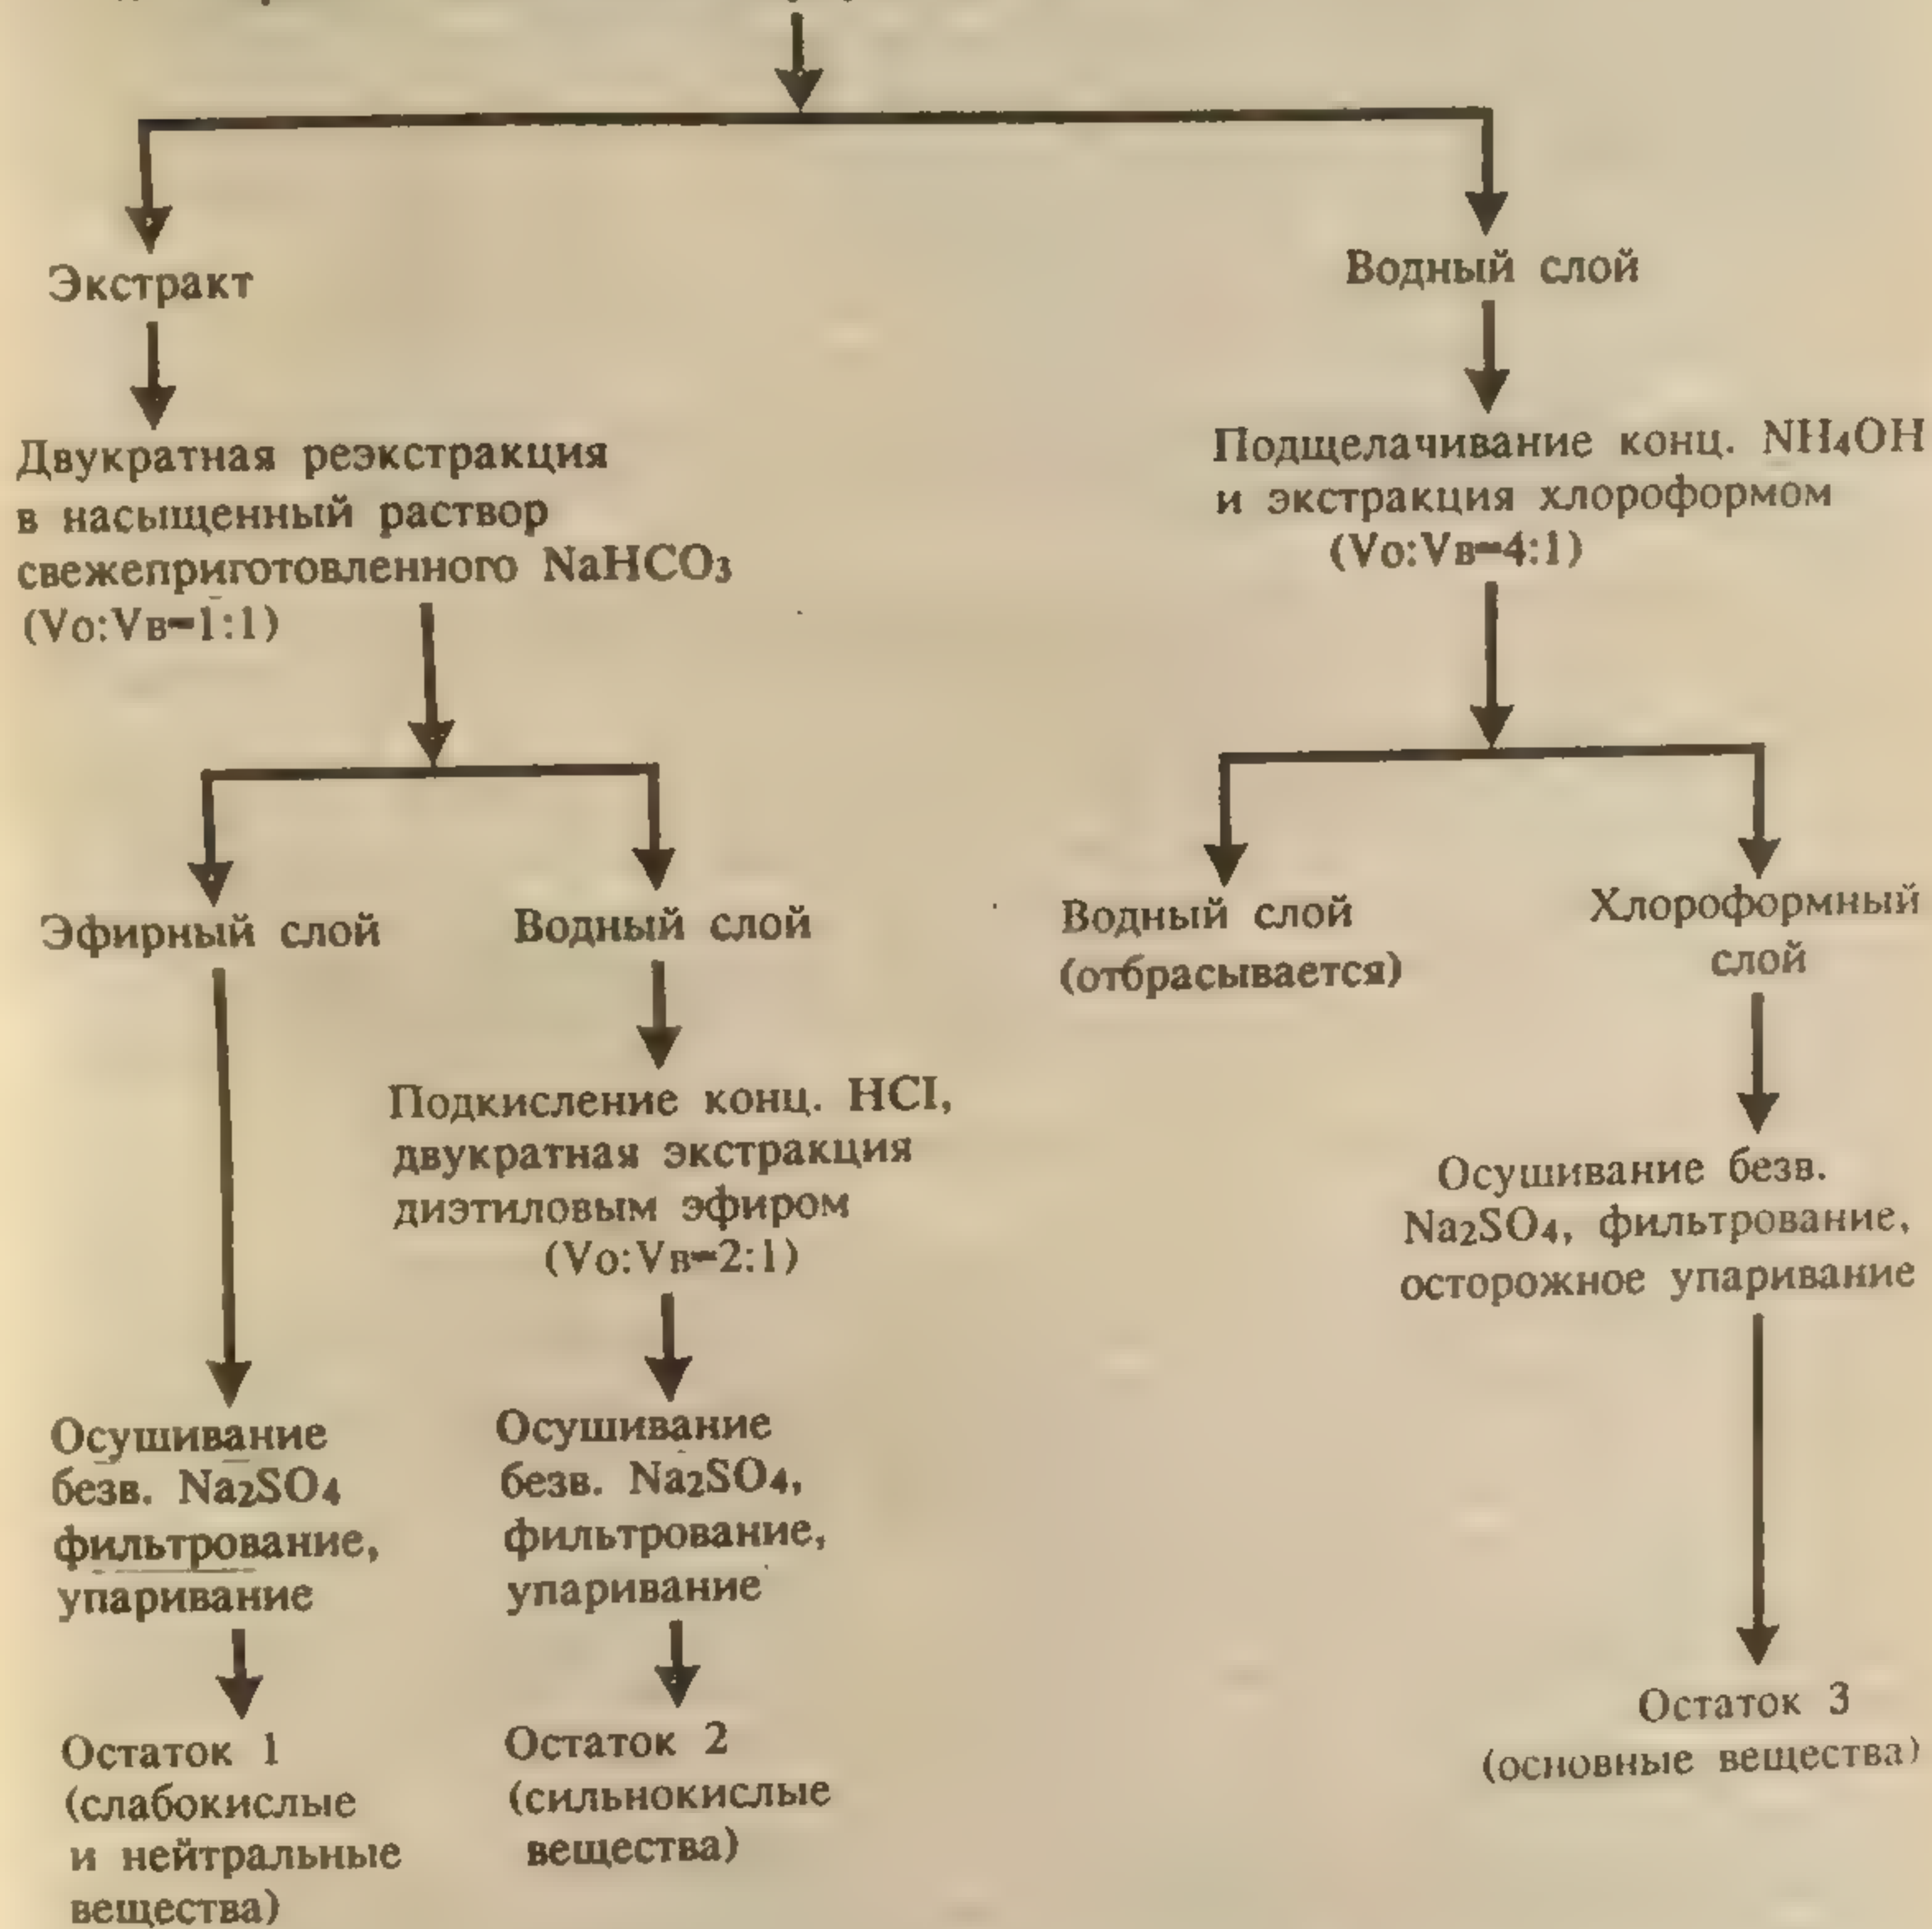 Экстракт
Водный слой
Двукратная реэкстракция
в насыщенный раствор
свежеприготовленного NaHCO3
(Vо:Vв=1:1)
Подщелачивание конц. NH4OH
и экстракция хлороформом
(Vо:Vв=4:1)
Эфирный слой
Водный слой
Водный слой
(отбрасывается)
Хлороформный
слой
Подкисление конц. HCl,
двукратная экстракция
диэтиловым эфиром
(Vо:Vв=2:1)
Осушивание безв.
Na2SO4, фильтрование,
осторожное упаривание
Осушивание
безв. Na2SO4
фильтрование,
упаривание
Осушивание
безв. Na2SO4,
фильтрование,
упаривание
Остаток 1
(слабокислые
и нейтральные
вещества)
Остаток 2
(сильнокислые
вещества)
Остаток 3
(основные вещества)